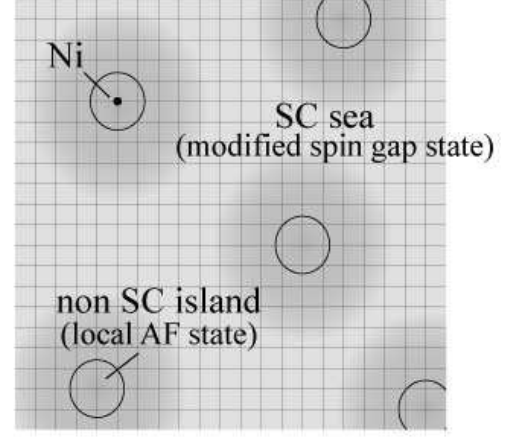 Ni
SC sea
(modified spin gap state)
non SC island
(local AF state)